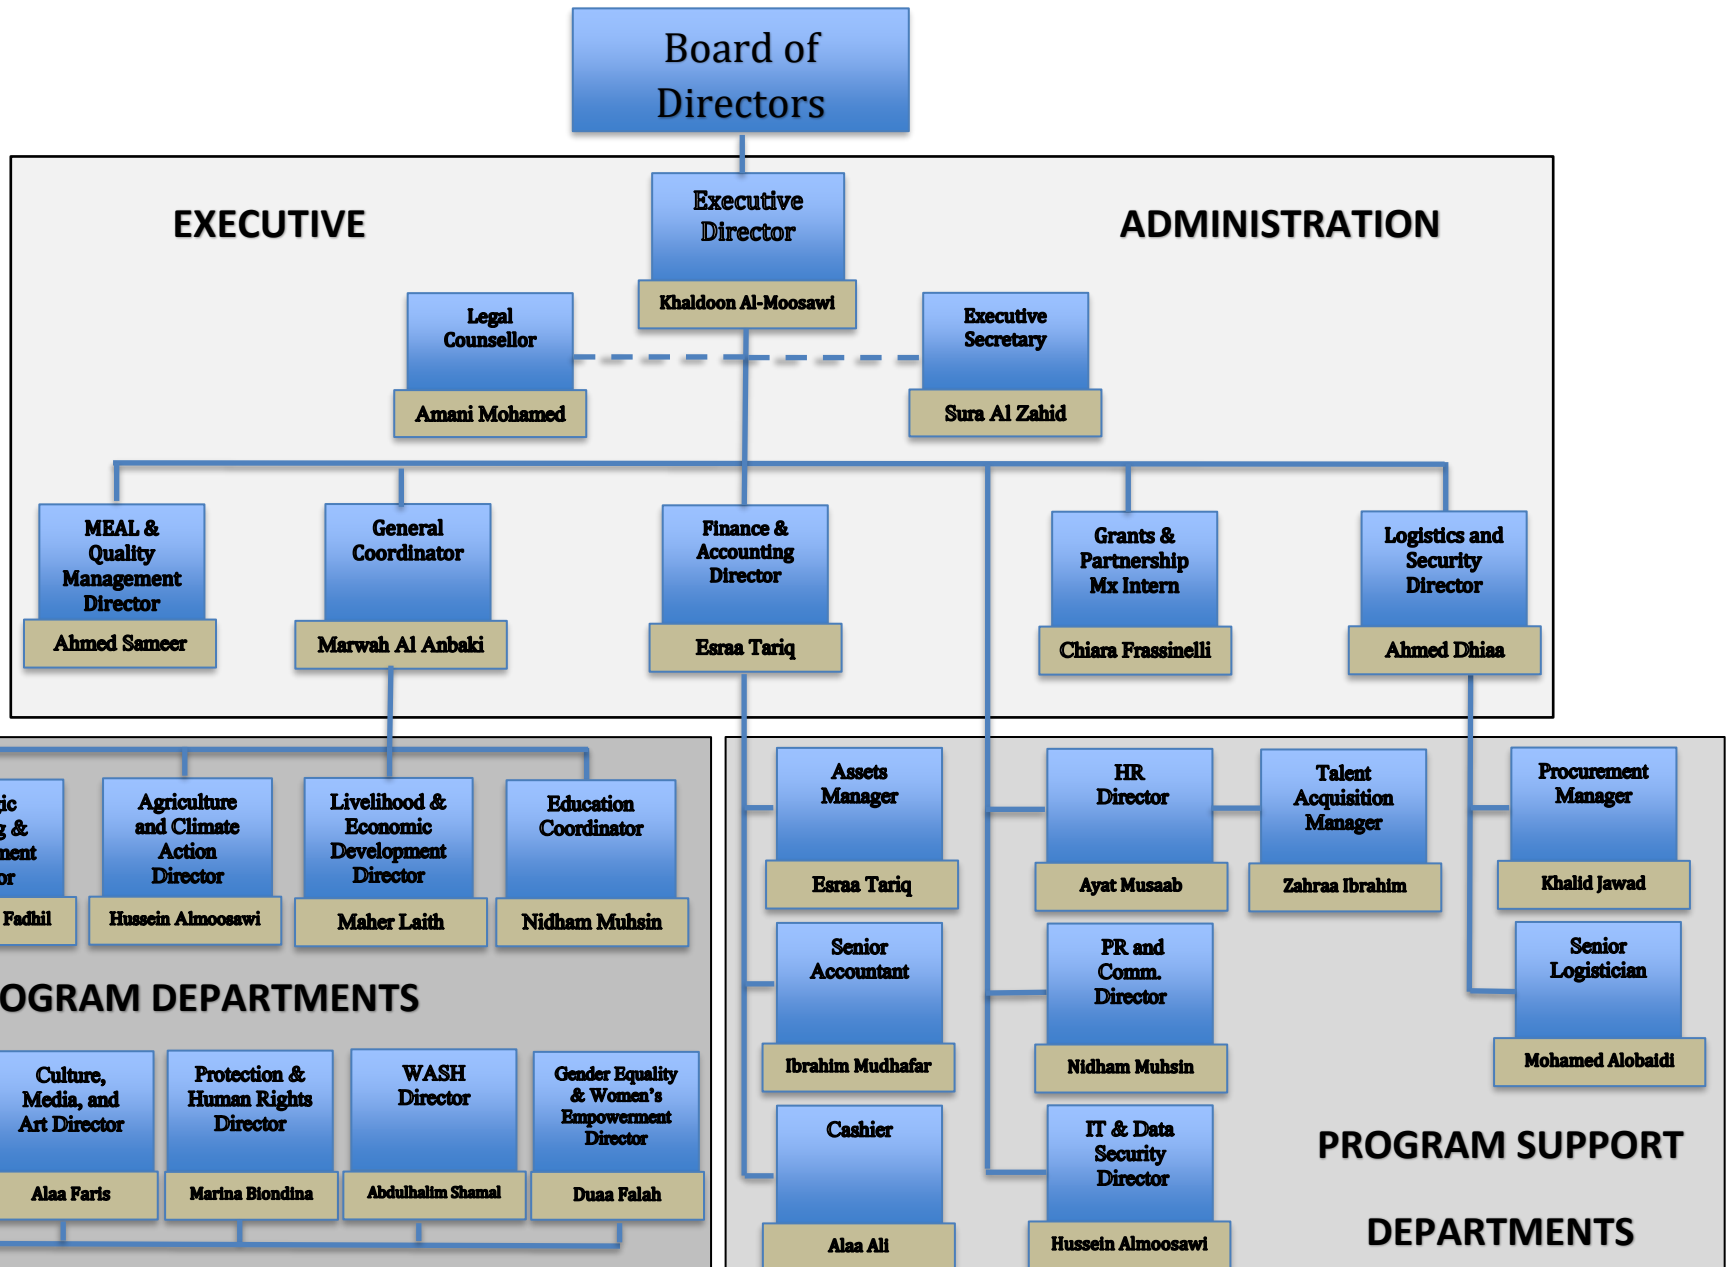 Board of
Directors
EXECUTIVE
ADMINISTRATION
Executive
Director
Khaldoon Al-Moosawi
Legal
Counsellor
Amani Mohamed
Executive
Secretary
Sura Al Zahid
MEAL &
Quality
Management
Director
Ahmed Sameer
General
Coordinator
Marwah Al Anbaki
Finance &
Accounting
Director
Esraa Tariq
Grants &
Partnership
Mx Intern
Chiara Frassinelli
Logistics and
Security
Director
Ahmed Dhiaa
gic
g &
ment
or
Fadhil
Agriculture
and Climate
Action
Director
Hussein Almoosawi
Livelihood &
Economic
Development
Director
Maher Laith
Education
Coordinator
Nidham Muhsin
OGRAM DEPARTMENTS
Culture,
Media, and
Art Director
Alaa Faris
Protection &
Human Rights
Director
Marina Biondina
WASH
Director
Abdulhalim Shamal
Gender Equality
& Women's
Empowerment
Director
Duaa Falah
Assets
Manager
Esraa Tariq
HR
Director
Ayat Musaab
Talent
Acquisition
Manager
Zahraa Ibrahim
Procurement
Manager
Khalid Jawad
Senior
Accountant
Ibrahim Mudhafar
PR and
Comm.
Director
Nidham Muhsin
Senior
Logistician
Mohamed Alobaidi
Cashier
Alaa Ali
IT & Data
Security
Director
Hussein Almoosawi
PROGRAM SUPPORT
DEPARTMENTS